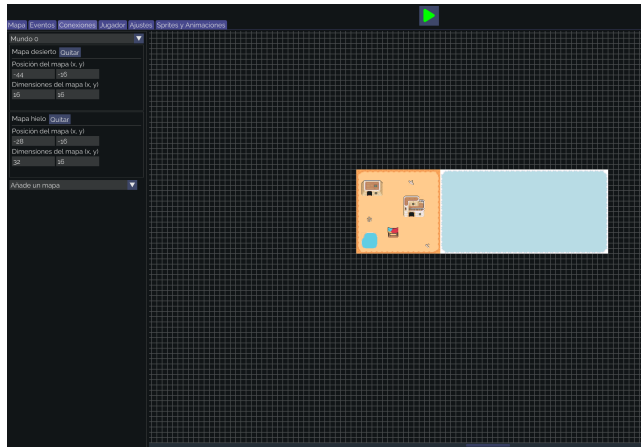 Mapa Eventos Conexiones Jugador Ajustes Sprites y Animaciones
Mundo 0
Mapa desierto Quitar
Posición del mapa (x, y)
-44 -16
Dimensiones del mapa (x, y)
16 16
Mapa hielo Quitar
Posición del mapa (x, y)
-28 -16
Dimensiones del mapa (x, y)
32 16
Añade un mapa